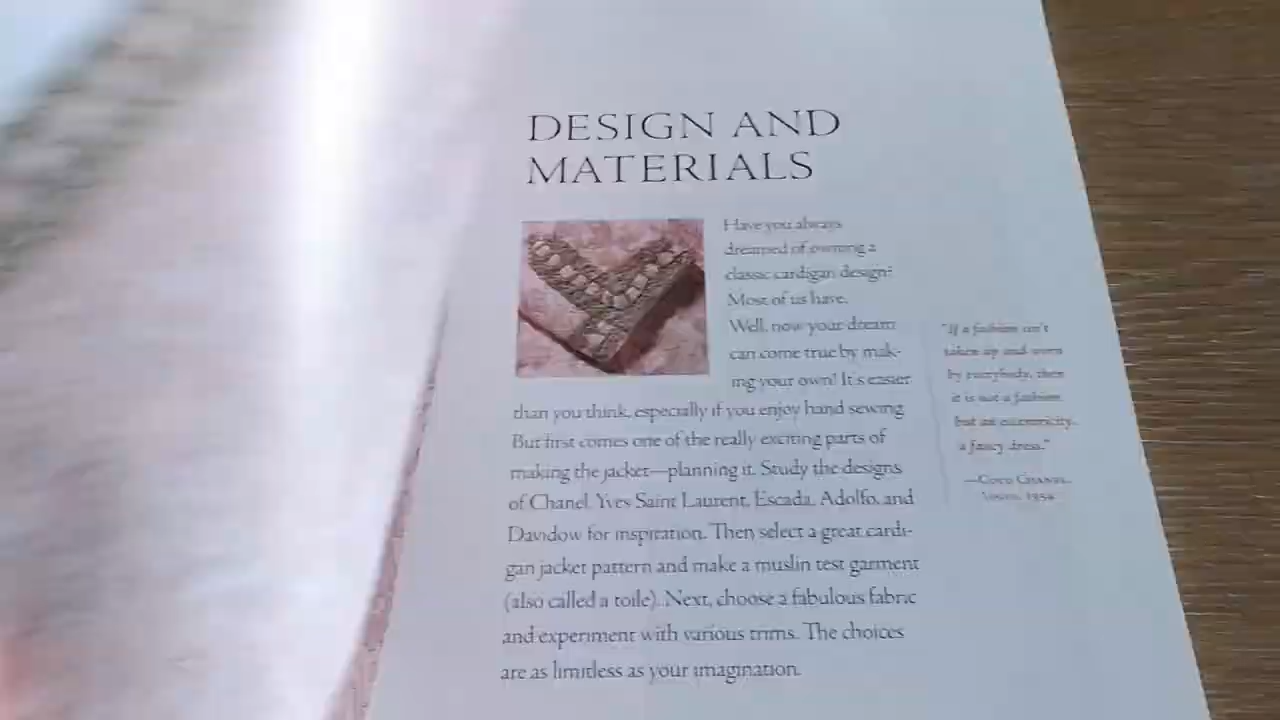 DESIGN AND
MATERIALS
Have you always
dreamed of owning a
classic cardigan design?
Most of us have.
Well, now your dream
can come true by mak-
ing your own! It's easier
than you think, especially if you enjoy hand sewing.
But first comes one of the really exciting parts of
making the jacket—planning it. Study the designs
of Chanel, Yves Saint Laurent, Escada, Adolfo, and
Davidow for inspiration. Then select a great cardi-
gan jacket pattern and make a muslin test garment
(also called a toile). Next, choose a fabulous fabric
and experiment with various trims. The choices
are as limitless as your imagination.
"If a fashion isn't
taken up and worn
by everybody, then
it is not a fashion
but an eccentricity,
a fancy dress."
—Coco Chanel,
1954